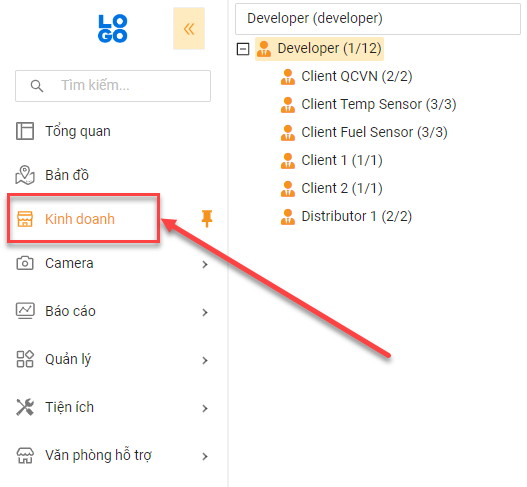 LO
GO
Tìm kiếm...
Tổng quan
Bản đồ
Kinh doanh
Camera
Báo cáo
Quản lý
Tiện ích
Văn phòng hỗ trợ
Developer (developer)
Developer (1/12)
Client QCVN (2/2)
Client Temp Sensor (3/3)
Client Fuel Sensor (3/3)
Client 1 (1/1)
Client 2 (1/1)
Distributor 1 (2/2)